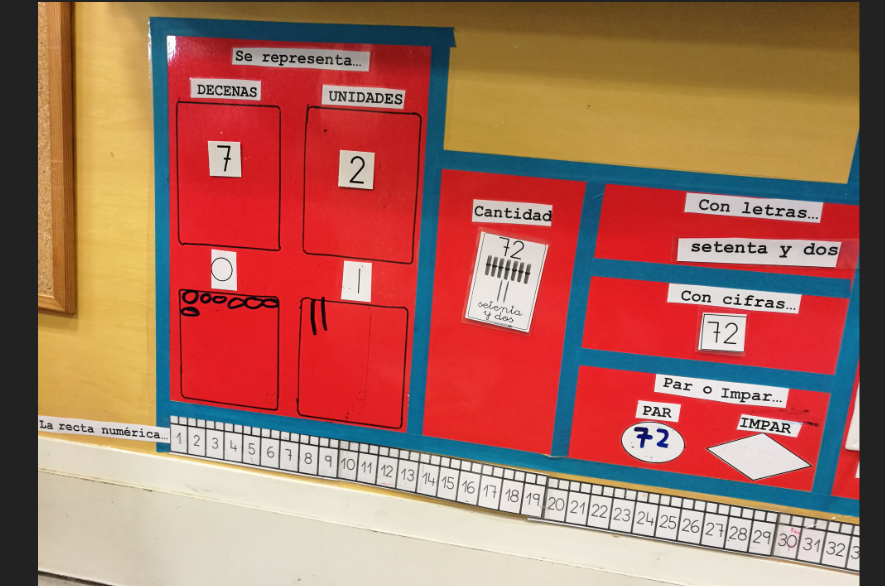 Se representa…
DECENAS
UNIDADES
7
2
Cantidad
72
setenta
y dos
Con letras…
setenta y dos
Con cifras…
72
Par o Impar…
PAR
IMPAR
72
La recta numérica…
1 2 3 4 5 6 7 8 9 10 11 12 13 14 15 16 17 18 19 20 21 22 23 24 25 26 27 28 29 30 31 32